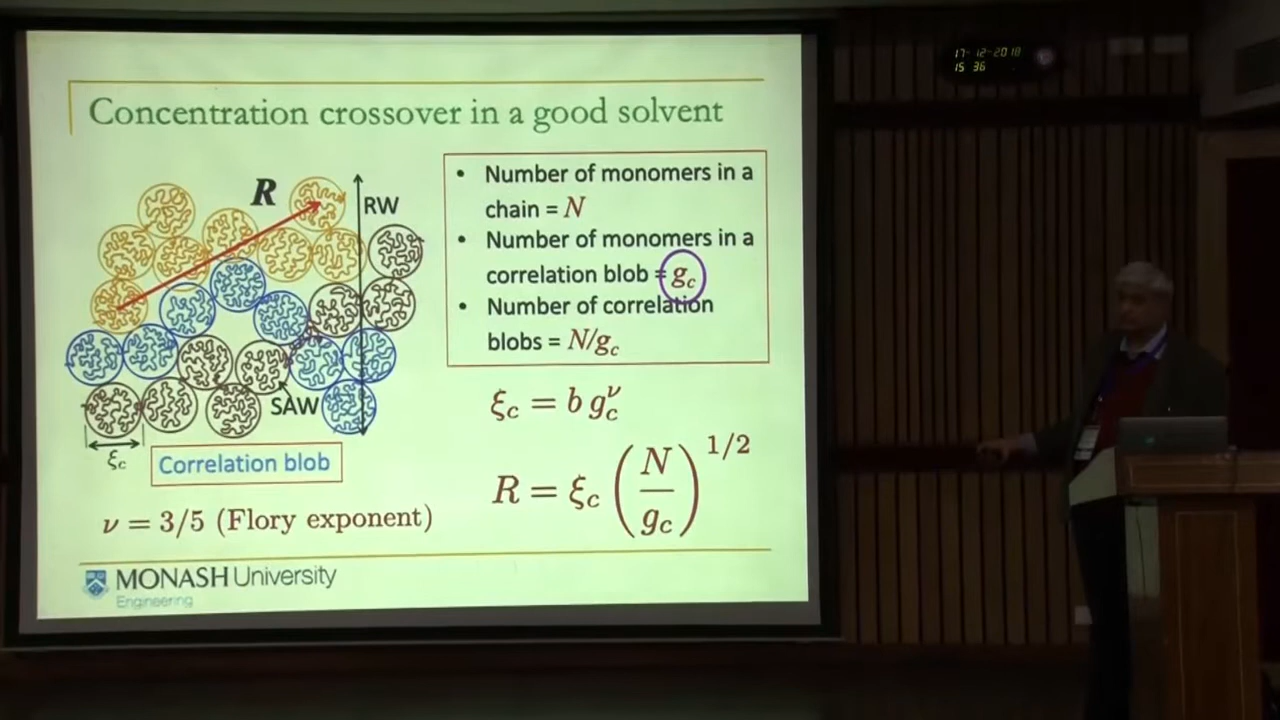 17-12-2018
15 36
Concentration crossover in a good solvent
R
RW
SAW
ξc
Correlation blob
ν = 3/5 (Flory exponent)
• Number of monomers in a
chain = N
• Number of monomers in a
correlation blob = gc
• Number of correlation
blobs = N/gc
ξc = b gc^ν
R = ξc (N/gc)^1/2
MONASH University
Engineering